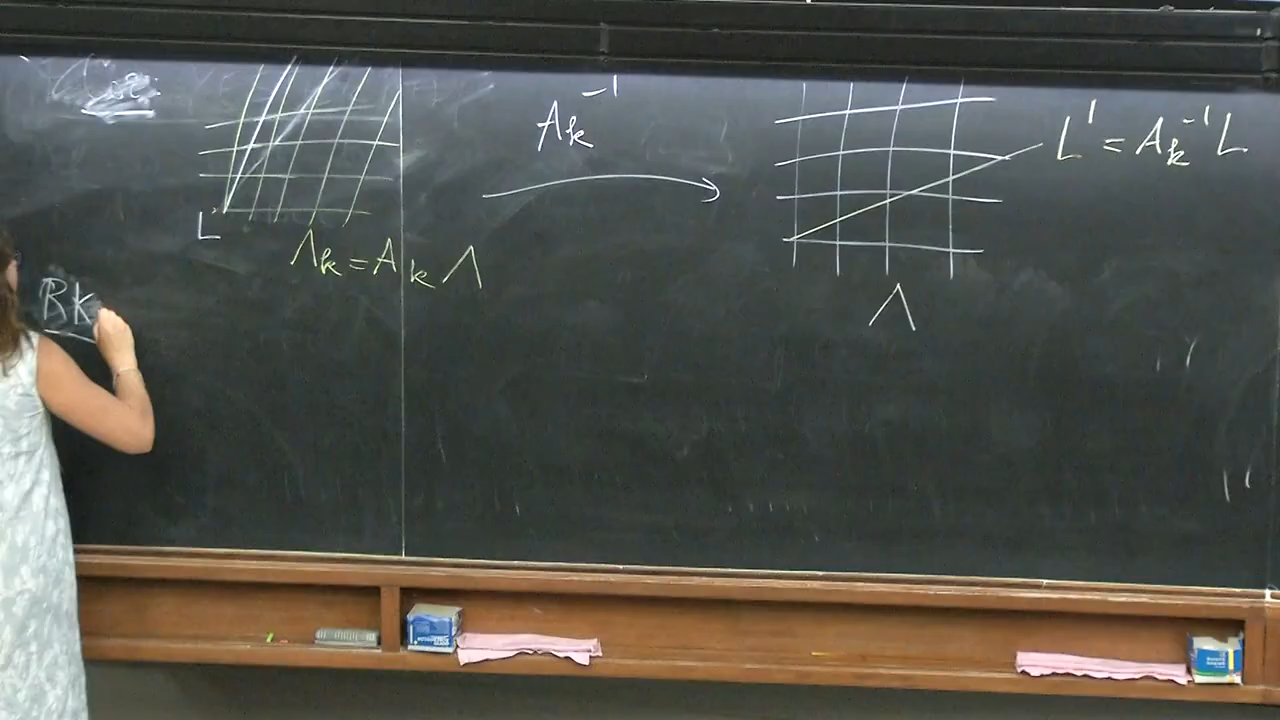 A_k^{-1}
L' = A_k^{-1} L
L
Λ_k = A_k Λ
Λ
Bk